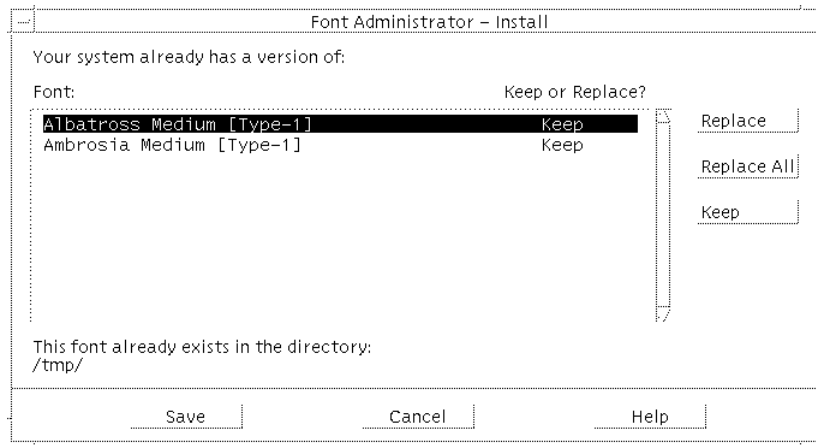 Font Administrator – Install
Your system already has a version of:
Font: Keep or Replace?
Albatross Medium [Type-1] Keep
Ambrosia Medium [Type-1] Keep
Replace
Replace All
Keep
This font already exists in the directory:
/tmp/
Save Cancel Help